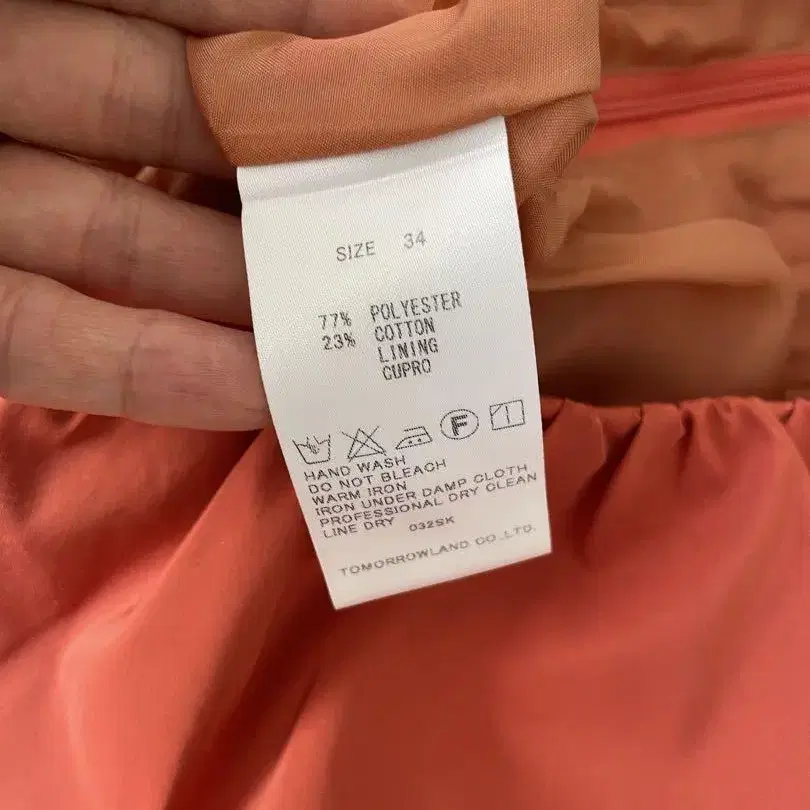 SIZE 34
77% POLYESTER
23% COTTON
LINING
CUPRO
F
HAND WASH
DO NOT BLEACH
WARM IRON
IRON UNDER DAMP CLOTH
PROFESSIONAL DRY CLEAN
LINE DRY 032SK
TOMORROWLAND CO.,LTD.